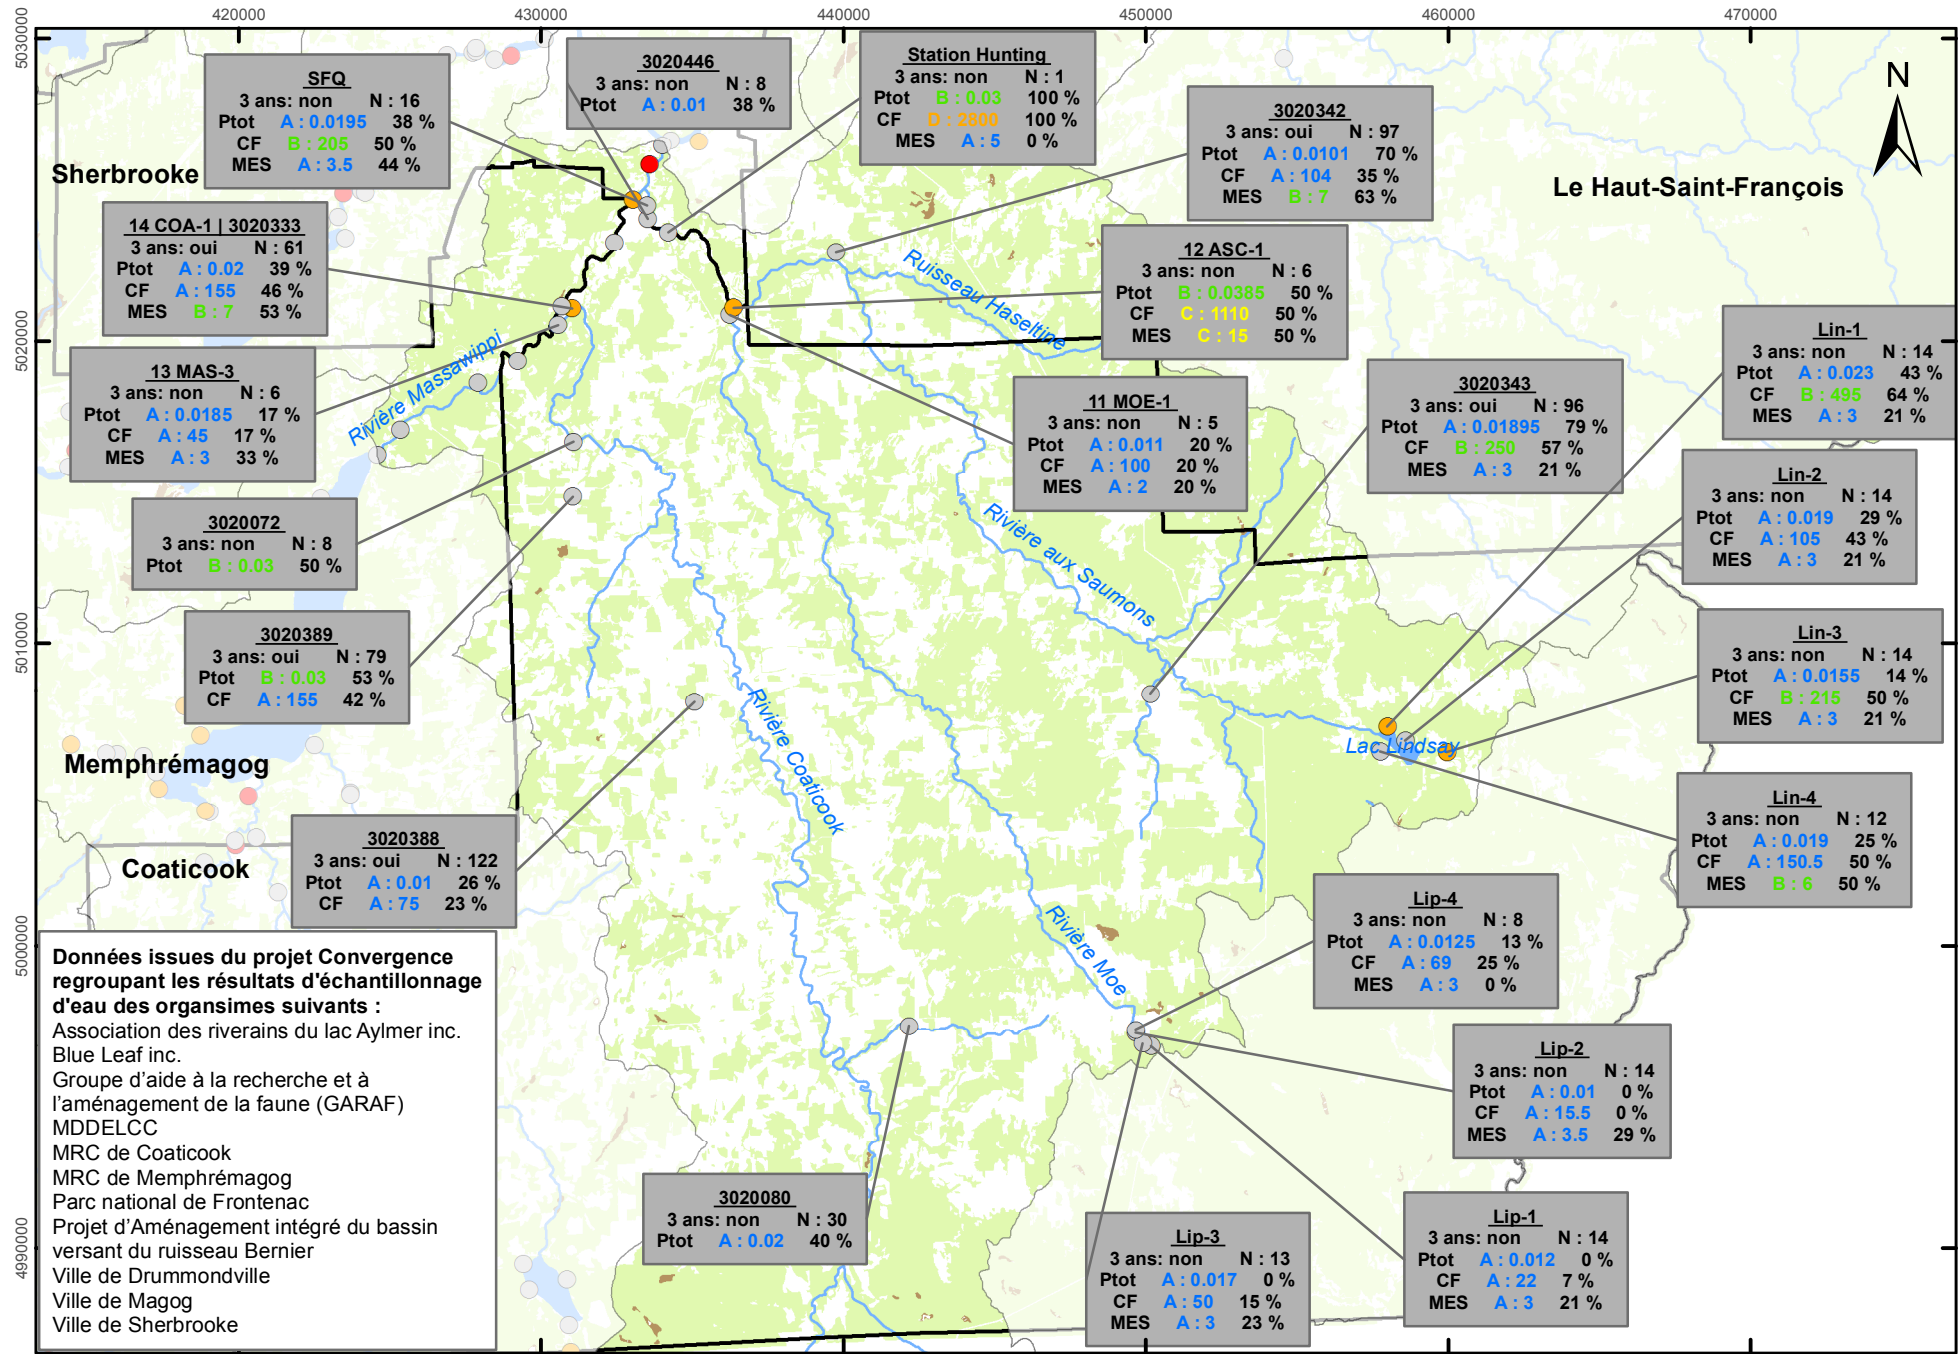 420000
430000
440000
450000
460000
470000
5030000
5020000
5010000
5000000
4990000
N
Sherbrooke
Le Haut-Saint-François
Memphrémagog
Coaticook
SFQ
3 ans: non N : 16
Ptot A : 0.0195 38 %
CF B : 205 50 %
MES A : 3.5 44 %
3020446
3 ans: non N : 8
Ptot A : 0.01 38 %
Station Hunting
3 ans: non N : 1
Ptot B : 0.03 100 %
CF D : 2800 100 %
MES A : 5 0 %
3020342
3 ans: oui N : 97
Ptot A : 0.0101 70 %
CF A : 104 35 %
MES B : 7 63 %
14 COA-1 | 3020333
3 ans: oui N : 61
Ptot A : 0.02 39 %
CF A : 155 46 %
MES B : 7 53 %
12 ASC-1
3 ans: non N : 6
Ptot B : 0.0385 50 %
CF C : 1110 50 %
MES C : 15 50 %
Lin-1
3 ans: non N : 14
Ptot A : 0.023 43 %
CF B : 495 64 %
MES A : 3 21 %
13 MAS-3
3 ans: non N : 6
Ptot A : 0.0185 17 %
CF A : 45 17 %
MES A : 3 33 %
11 MOE-1
3 ans: non N : 5
Ptot A : 0.011 20 %
CF A : 100 20 %
MES A : 2 20 %
3020343
3 ans: oui N : 96
Ptot A : 0.01895 79 %
CF B : 250 57 %
MES A : 3 21 %
Lin-2
3 ans: non N : 14
Ptot A : 0.019 29 %
CF A : 105 43 %
MES A : 3 21 %
3020072
3 ans: non N : 8
Ptot B : 0.03 50 %
3020389
3 ans: oui N : 79
Ptot B : 0.03 53 %
CF A : 155 42 %
Lin-3
3 ans: non N : 14
Ptot A : 0.0155 14 %
CF B : 215 50 %
MES A : 3 21 %
Lin-4
3 ans: non N : 12
Ptot A : 0.019 25 %
CF A : 150.5 50 %
MES B : 6 50 %
3020388
3 ans: oui N : 122
Ptot A : 0.01 26 %
CF A : 75 23 %
Lip-4
3 ans: non N : 8
Ptot A : 0.0125 13 %
CF A : 69 25 %
MES A : 3 0 %
Lip-2
3 ans: non N : 14
Ptot A : 0.01 0 %
CF A : 15.5 0 %
MES A : 3.5 29 %
3020080
3 ans: non N : 30
Ptot A : 0.02 40 %
Lip-3
3 ans: non N : 13
Ptot A : 0.017 0 %
CF A : 50 15 %
MES A : 3 23 %
Lip-1
3 ans: non N : 14
Ptot A : 0.012 0 %
CF A : 22 7 %
MES A : 3 21 %
Ruisseau Haseltine
Rivière Massawippi
Rivière aux Saumons
Rivière Coaticook
Rivière Moe
Lac Lindsay
Données issues du projet Convergence
regroupant les résultats d'échantillonnage
d'eau des organsimes suivants :
Association des riverains du lac Aylmer inc.
Blue Leaf inc.
Groupe d'aide à la recherche et à
l'aménagement de la faune (GARAF)
MDDELCC
MRC de Coaticook
MRC de Memphrémagog
Parc national de Frontenac
Projet d'Aménagement intégré du bassin
versant du ruisseau Bernier
Ville de Drummondville
Ville de Magog
Ville de Sherbrooke